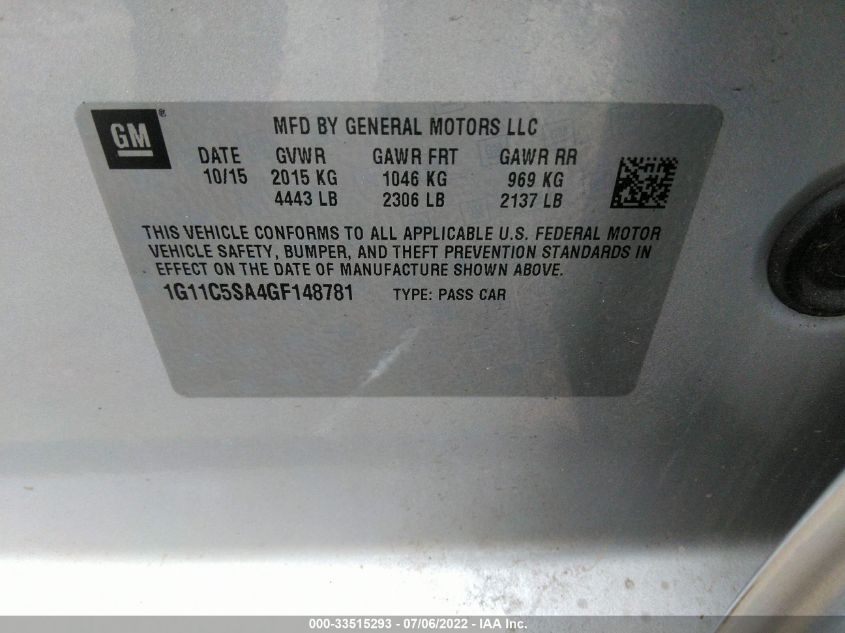 GM ®
MFD BY GENERAL MOTORS LLC
DATE GVWR GAWR FRT GAWR RR
10/15 2015 KG 1046 KG 969 KG
4443 LB 2306 LB 2137 LB
THIS VEHICLE CONFORMS TO ALL APPLICABLE U.S. FEDERAL MOTOR
VEHICLE SAFETY, BUMPER, AND THEFT PREVENTION STANDARDS IN
EFFECT ON THE DATE OF MANUFACTURE SHOWN ABOVE.
1G11C5SA4GF148781 TYPE: PASS CAR
000-33515293 - 07/06/2022 - IAA Inc.